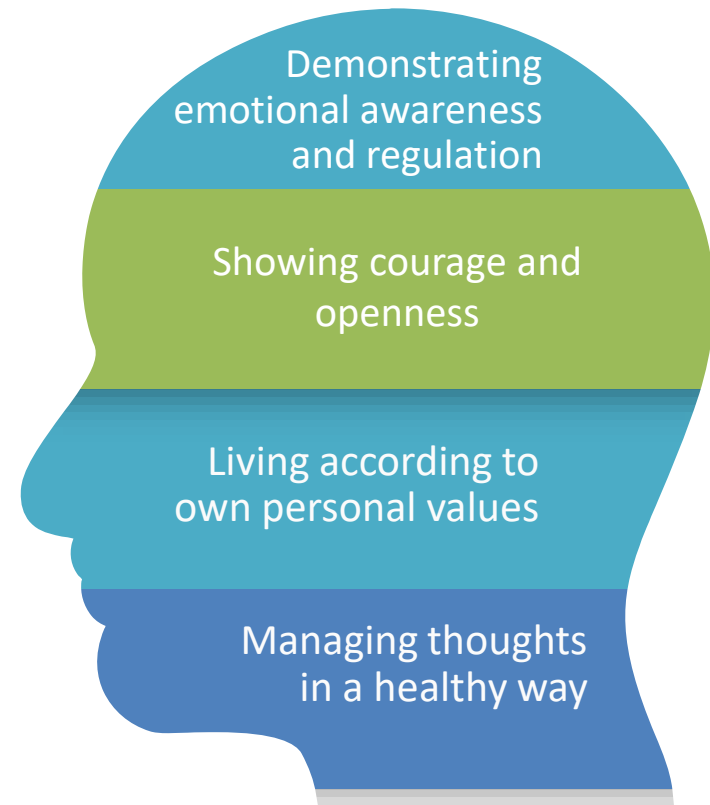 Demonstrating
emotional awareness
and regulation
Showing courage and
openness
Living according to
own personal values
Managing thoughts
in a healthy way